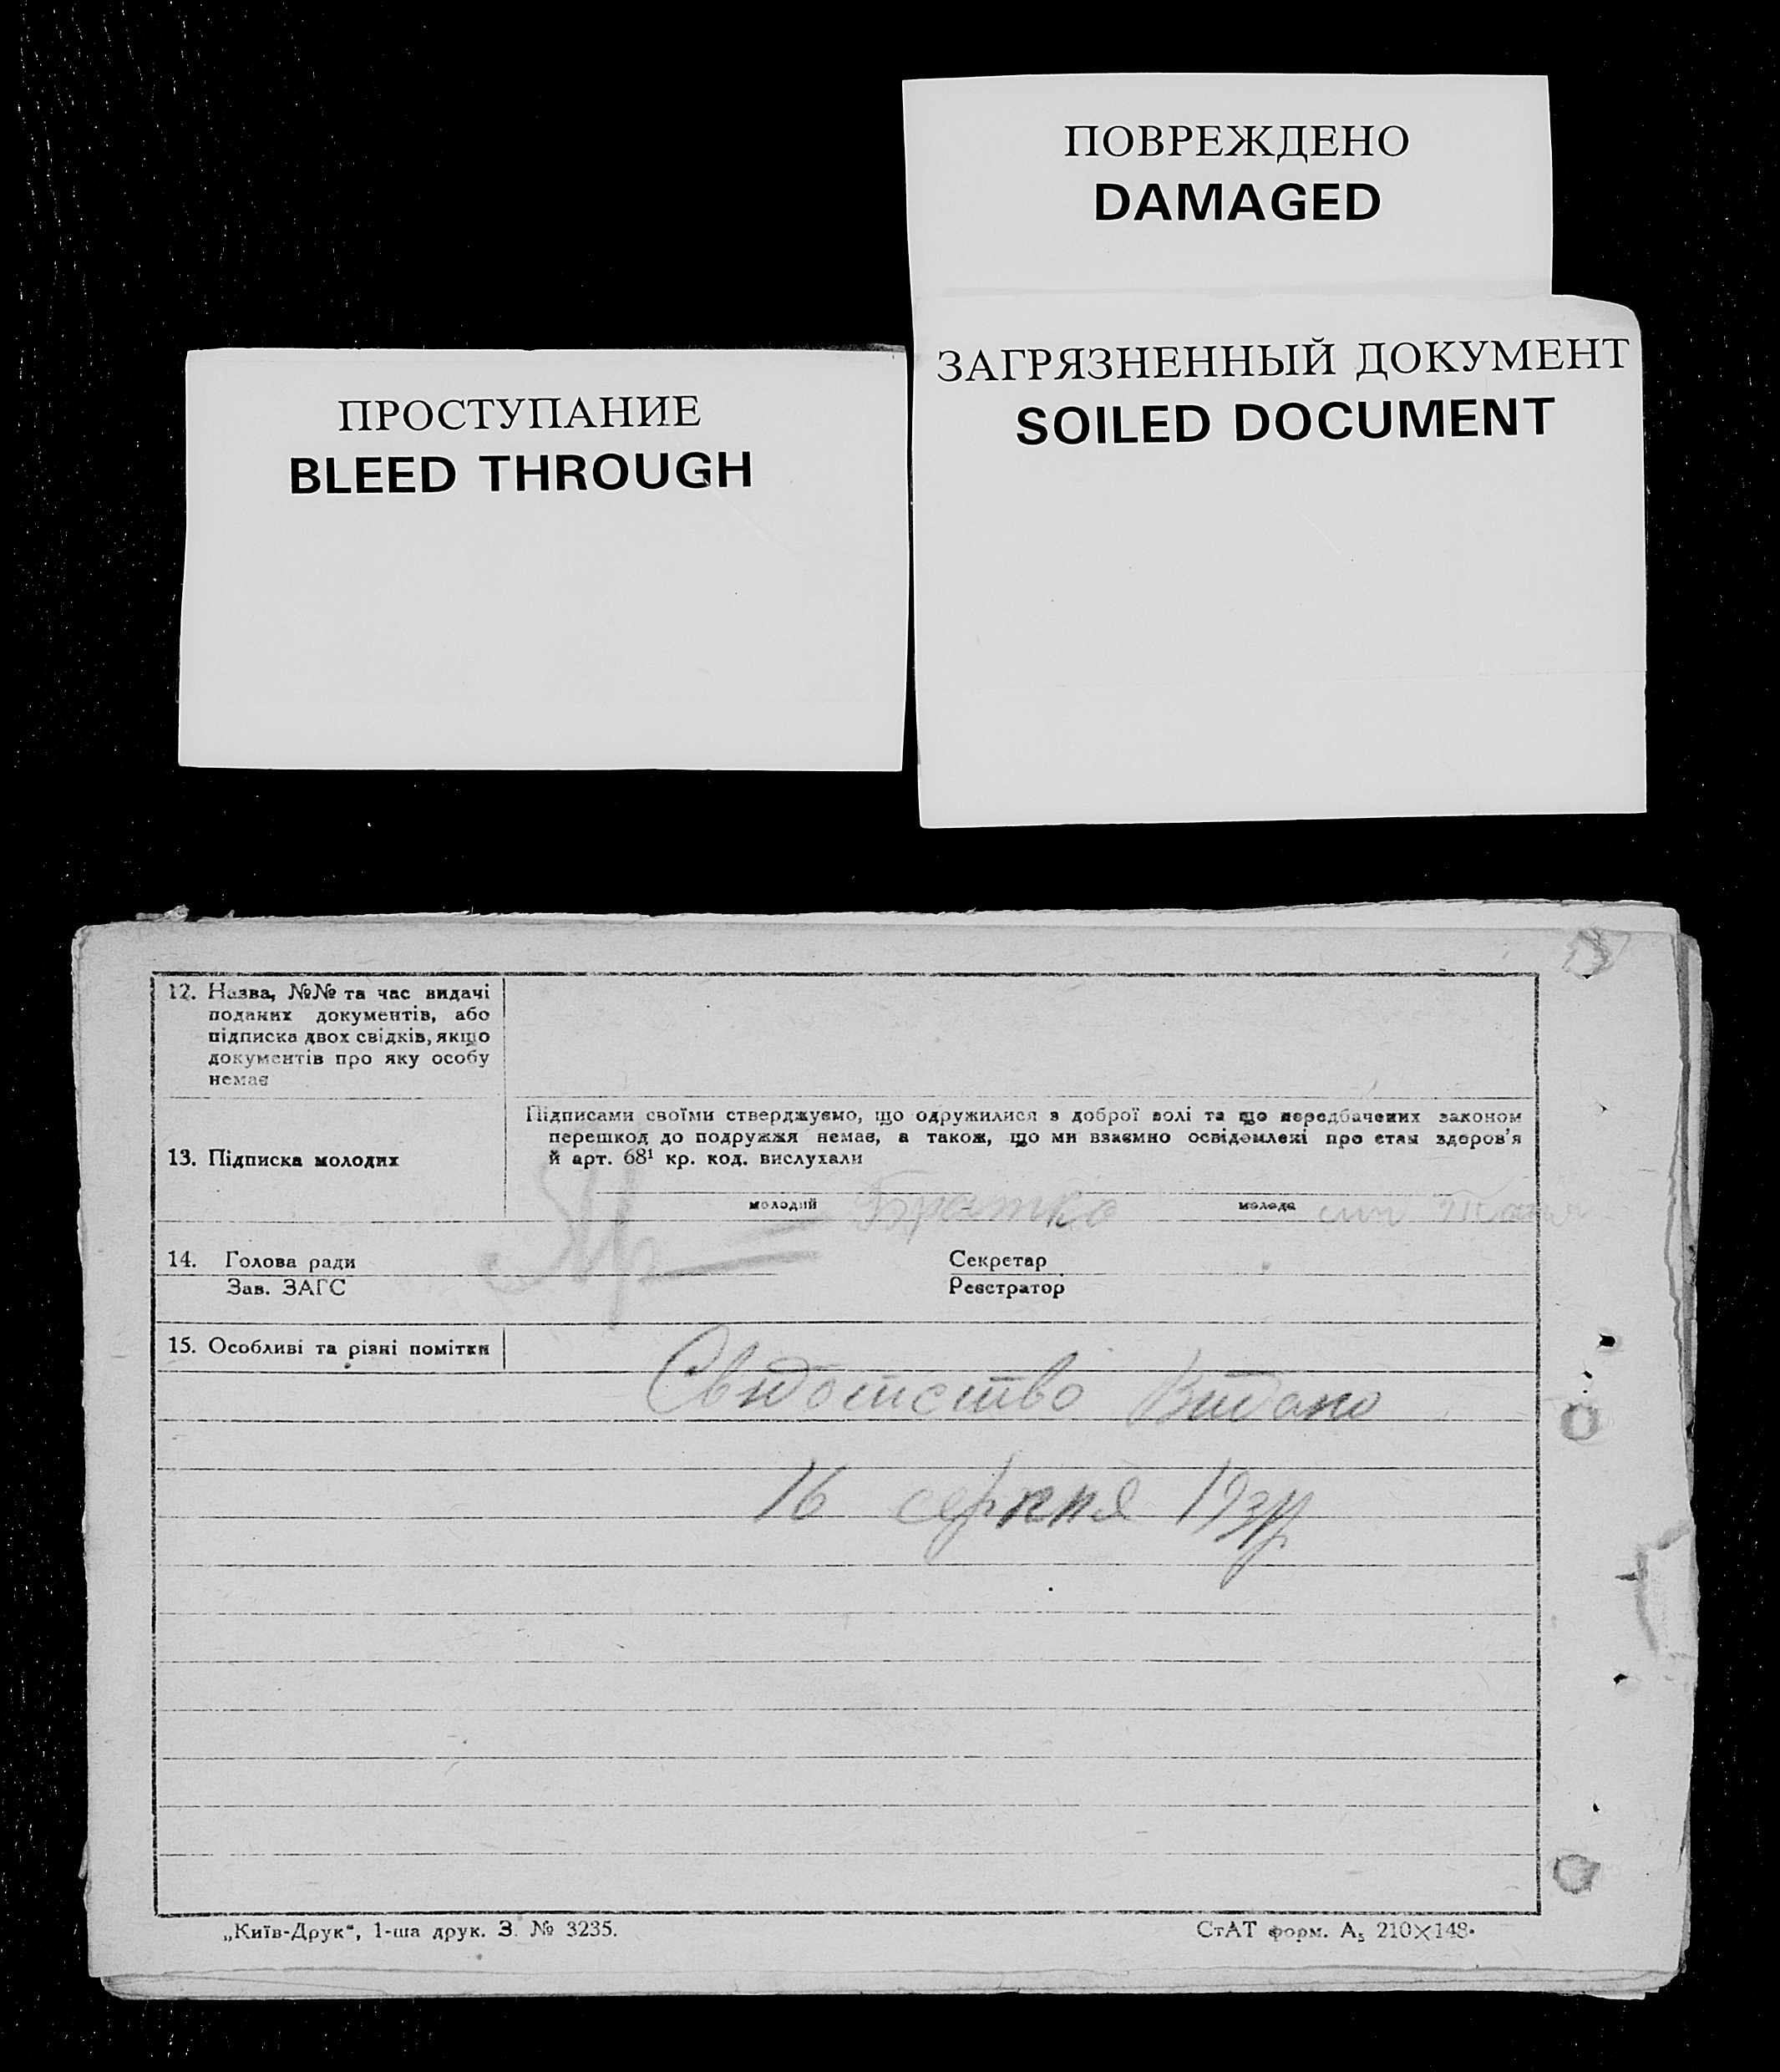 ПОВРЕЖДЕНО
DAMAGED
ЗАГРЯЗНЕННЫЙ ДОКУМЕНТ
SOILED DOCUMENT
ПРОСТУПАНИЕ
BLEED THROUGH
12. Назва, №№ та час видачі
поданих документів, або
підписка двох свідків, якщо
документів про яку особу
немає
13. Підписка молодих
Підписами своїми стверджуємо, що одружилися з доброї волі та що передбачених законом
перешкод до подружжя немає, а також, що ми взаємно освідомлені про стан здоров'я
й арт. 68¹ кр. код. вислухали
молодий Братко молода
14. Голова ради Секретар
Зав. ЗАГС Реєстратор
15. Особливі та різні помітки
Свідотство Видано
16 серпня
„Київ-Друк“, 1-ша друк. З. № 3235.
СтАТ форм. А₅ 210×148.